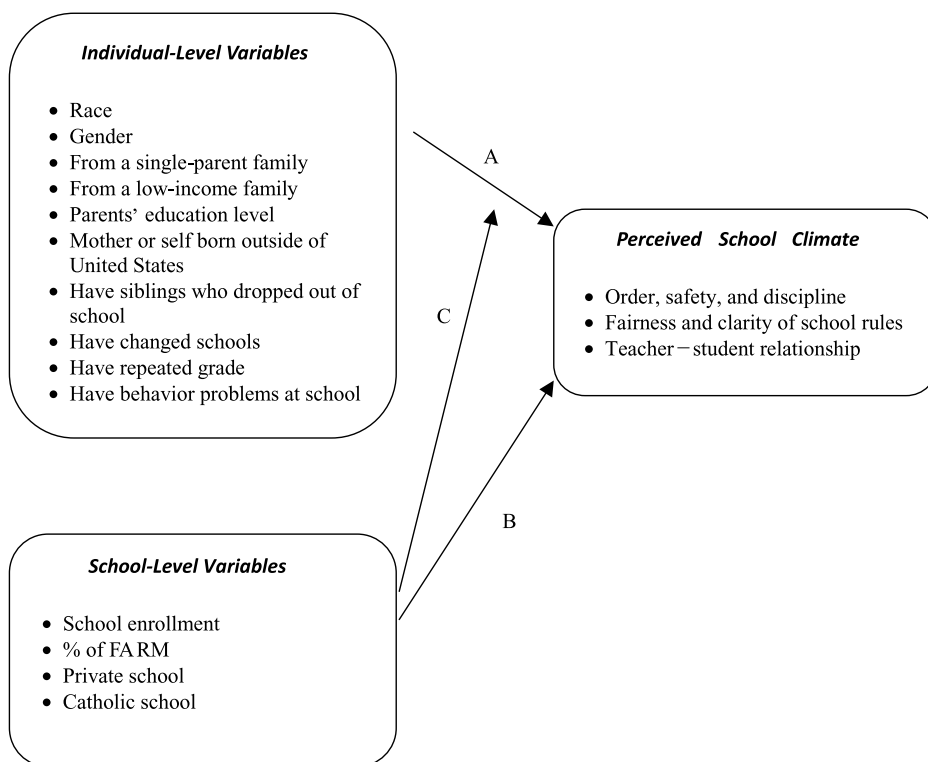 Individual-Level Variables
• Race
• Gender
• From a single-parent family
• From a low-income family
• Parents’ education level
• Mother or self born outside of
United States
• Have siblings who dropped out of
school
• Have changed schools
• Have repeated grade
• Have behavior problems at school
A
Perceived School Climate
• Order, safety, and discipline
• Fairness and clarity of school rules
• Teacher−student relationship
C
B
School-Level Variables
• School enrollment
• % of FARM
• Private school
• Catholic school